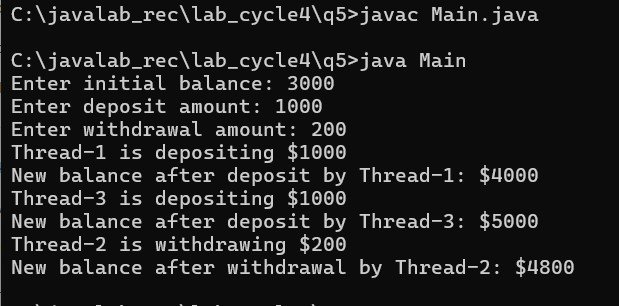 C:\javalab_rec\lab_cycle4\q5>javac Main.java
C:\javalab_rec\lab_cycle4\q5>java Main
Enter initial balance: 3000
Enter deposit amount: 1000
Enter withdrawal amount: 200
Thread-1 is depositing $1000
New balance after deposit by Thread-1: $4000
Thread-3 is depositing $1000
New balance after deposit by Thread-3: $5000
Thread-2 is withdrawing $200
New balance after withdrawal by Thread-2: $4800